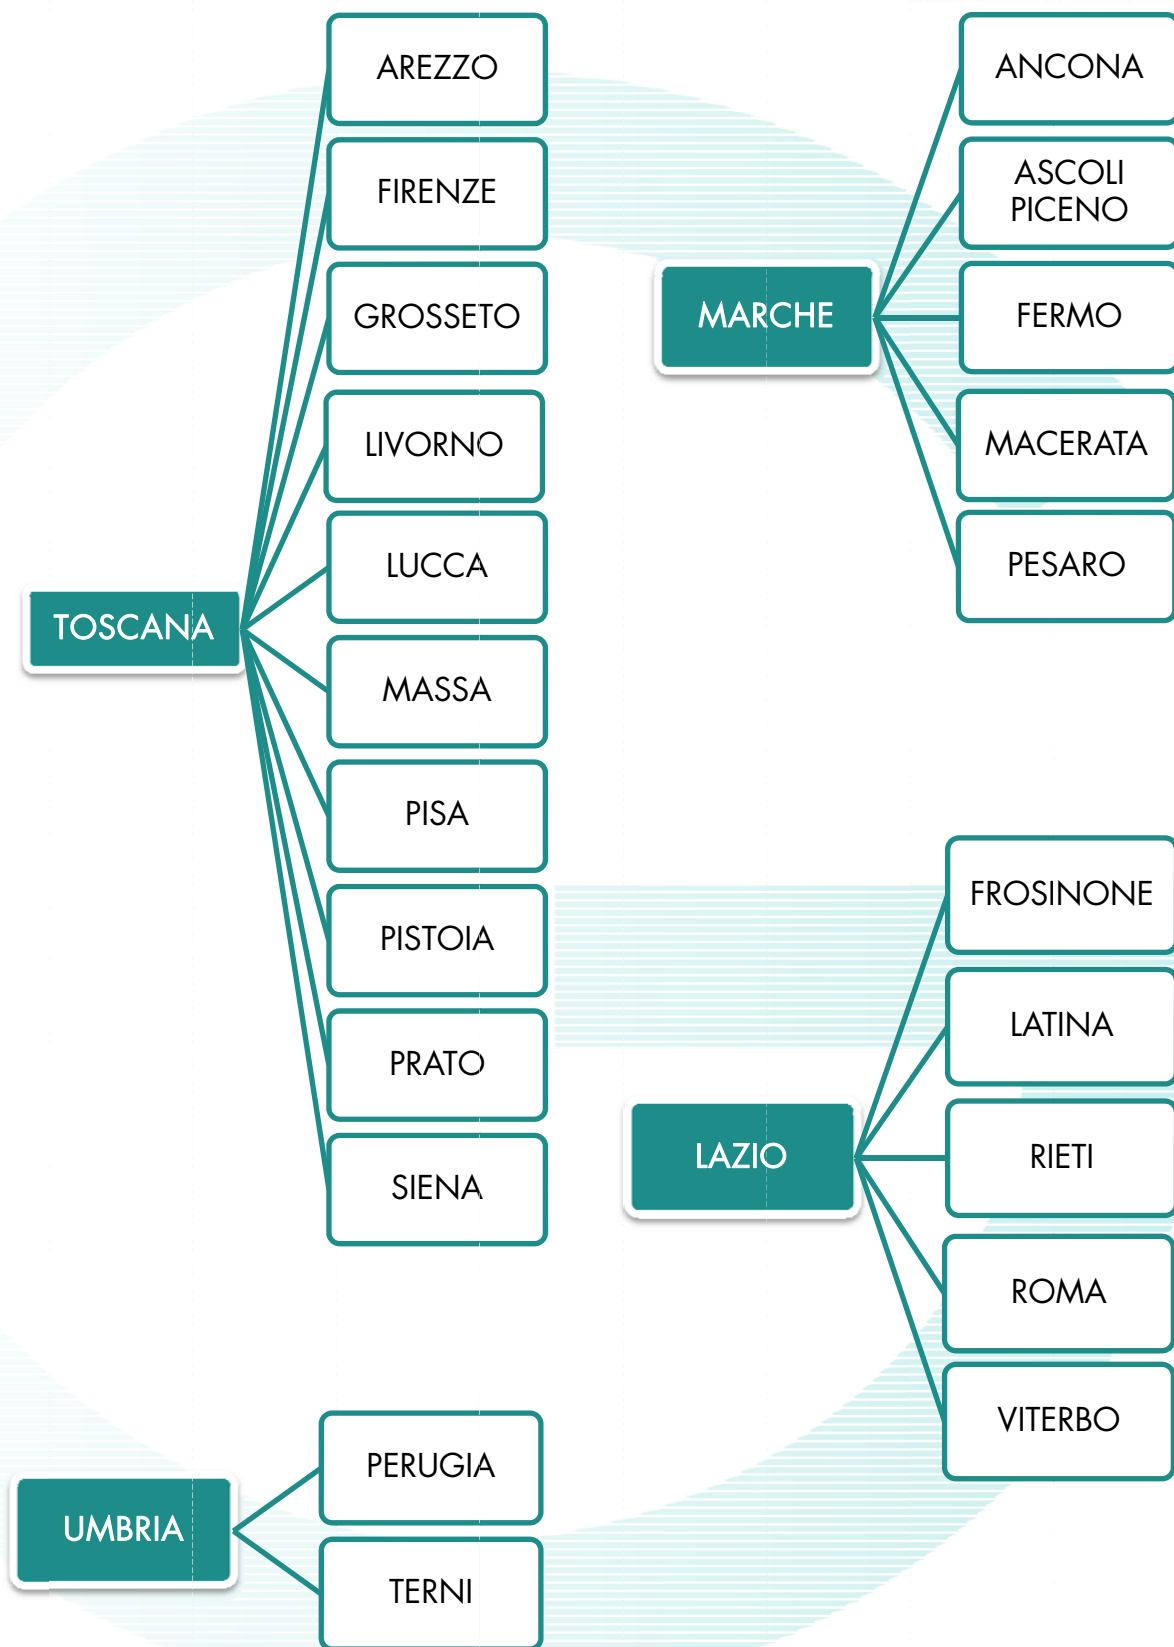 TOSCANA
AREZZO
FIRENZE
GROSSETO
LIVORNO
LUCCA
MASSA
PISA
PISTOIA
PRATO
SIENA
MARCHE
ANCONA
ASCOLI
PICENO
FERMO
MACERATA
PESARO
LAZIO
FROSINONE
LATINA
RIETI
ROMA
VITERBO
UMBRIA
PERUGIA
TERNI